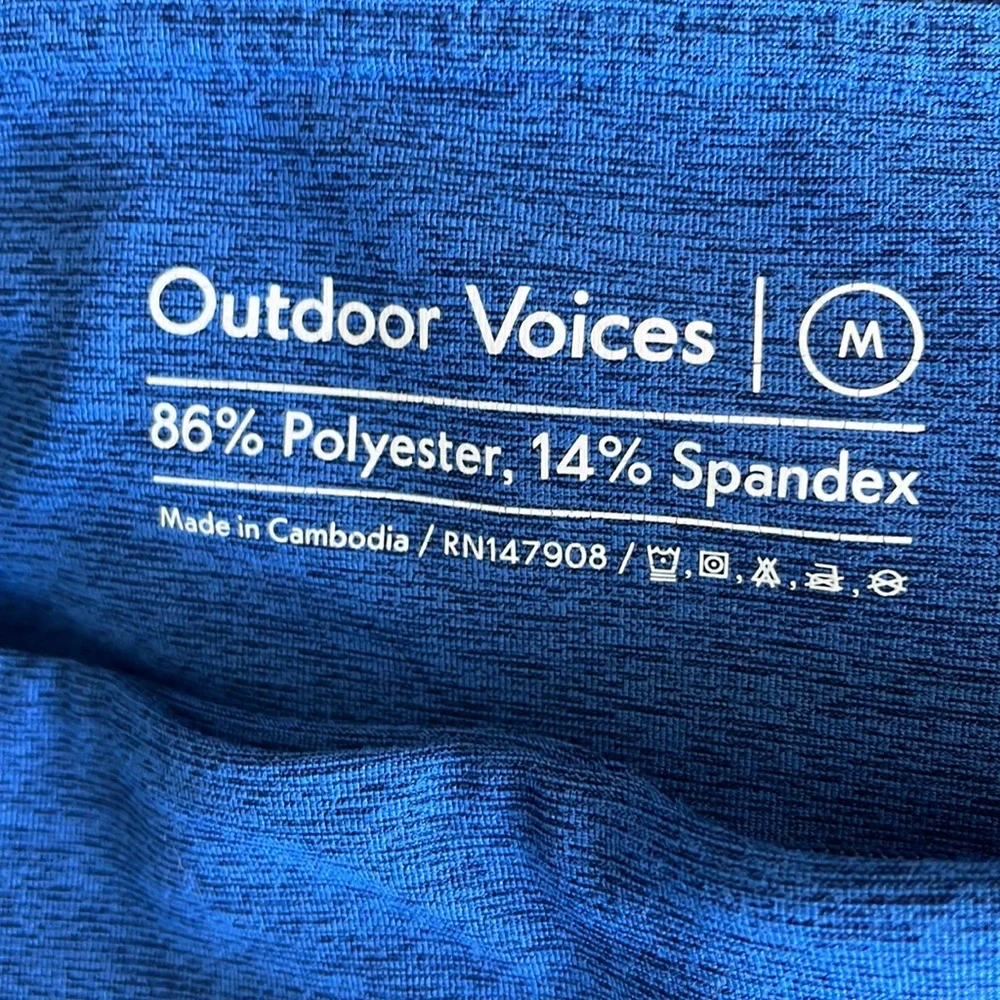 Outdoor Voices | M
86% Polyester, 14% Spandex
Made in Cambodia / RN147908 /